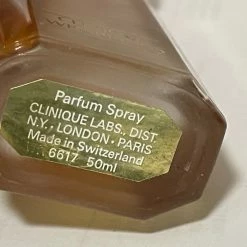 Parfum Spray
CLINIQUE LABS, DIST
N.Y., LONDON • PARIS
Made in Switzerland
6617 50ml